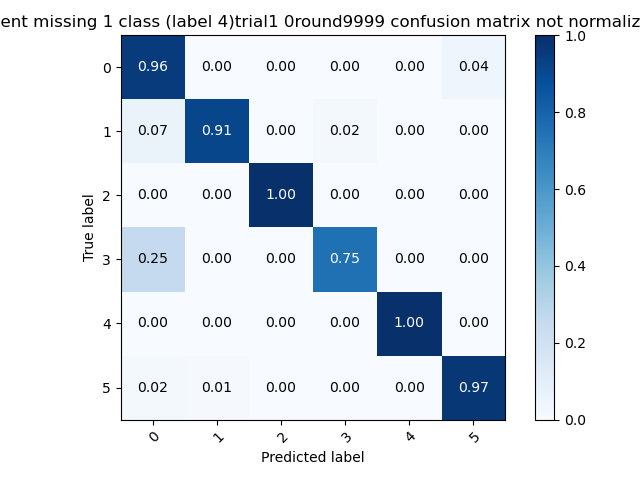 ent missing 1 class (label 4)trial1 0round9999 confusion matrix not normaliz
1.0
0 0.96 0.00 0.00 0.00 0.00 0.04
0.8
1 0.07 0.91 0.00 0.02 0.00 0.00
2 0.00 0.00 1.00 0.00 0.00 0.00
0.6
True label
3 0.25 0.00 0.00 0.75 0.00 0.00
0.4
4 0.00 0.00 0.00 0.00 1.00 0.00
0.2
5 0.02 0.01 0.00 0.00 0.00 0.97
0.0
0 1 2 3 4 5
Predicted label